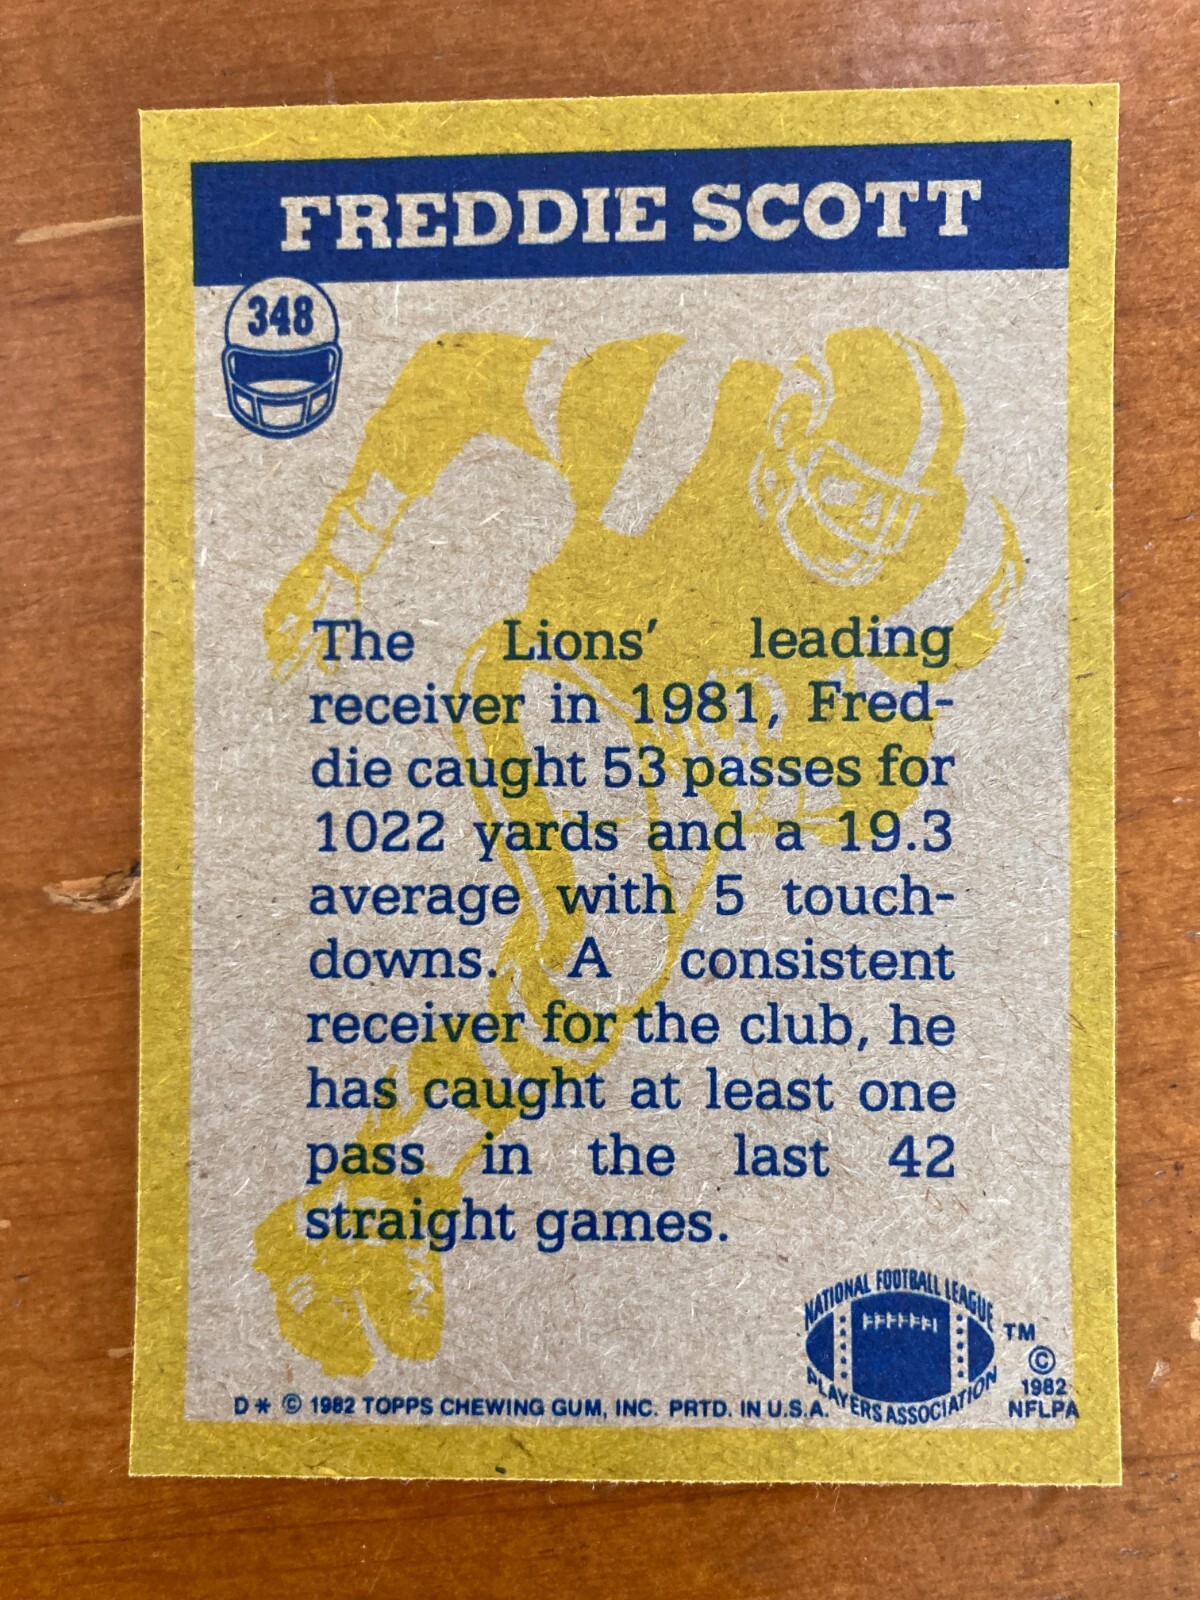 FREDDIE SCOTT
348
The Lions' leading
receiver in 1981, Fred-
die caught 53 passes for
1022 yards and a 19.3
average with 5 touch-
downs. A consistent
receiver for the club, he
has caught at least one
pass in the last 42
straight games.
NATIONAL FOOTBALL LEAGUE
PLAYERS ASSOCIATION
TM
©
1982
NFLPA
D * © 1982 TOPPS CHEWING GUM, INC. PRTD. IN U.S.A.